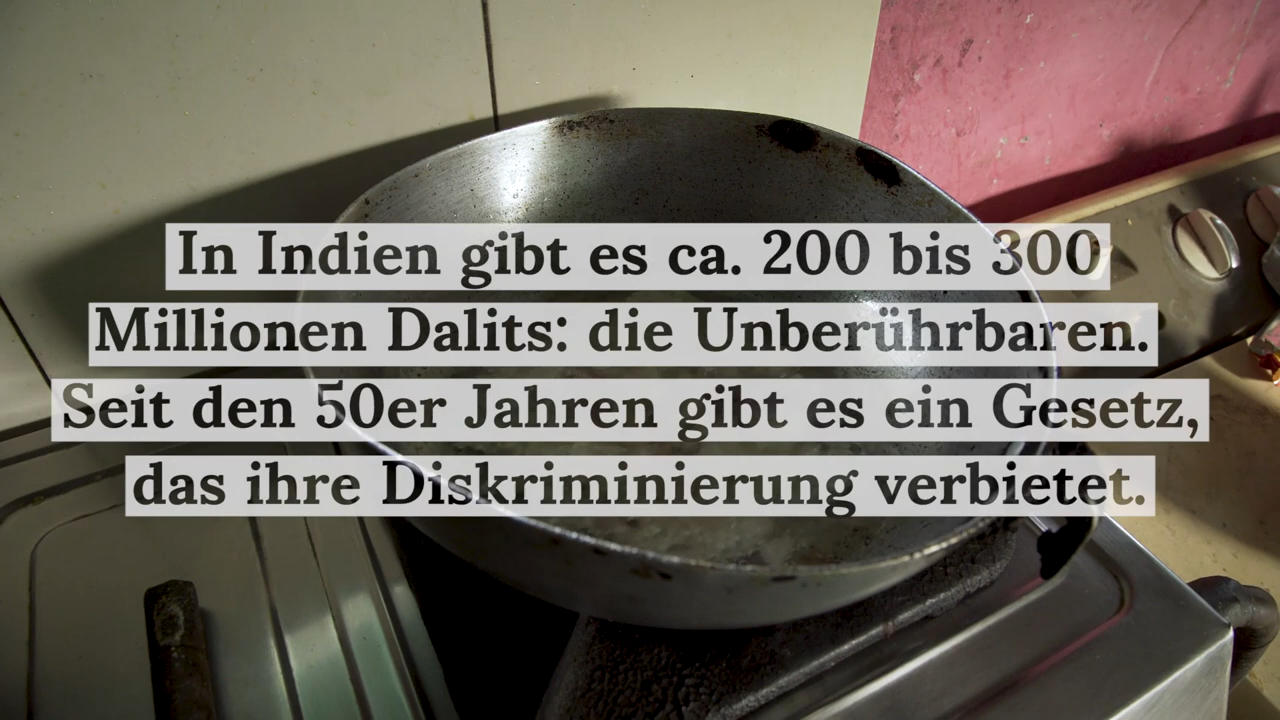 In Indien gibt es ca. 200 bis 300
Millionen Dalits: die Unberührbaren.
Seit den 50er Jahren gibt es ein Gesetz,
das ihre Diskriminierung verbietet.